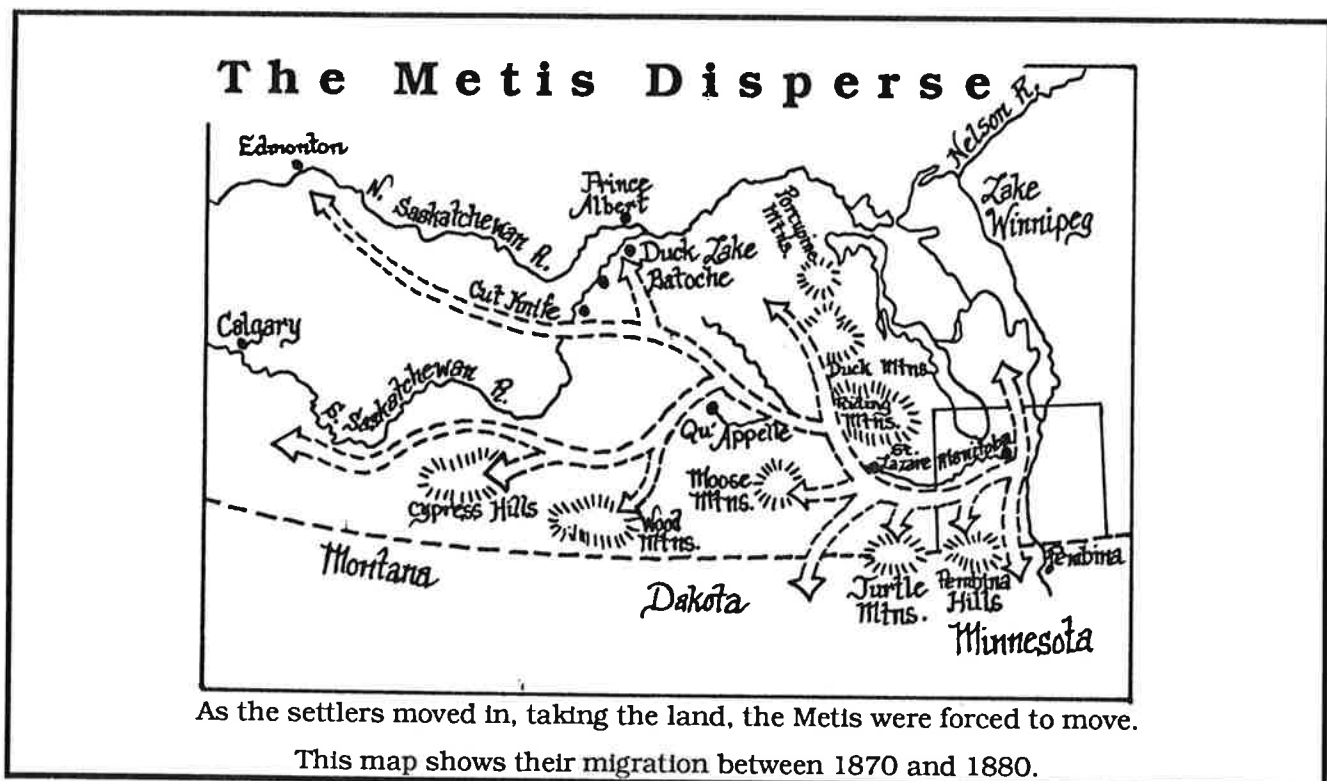 The Metis Disperse
Nelson R.
Edmonton
N. Saskatchewan R.
Prince
Albert
Porcupine
Mtns.
Lake
Winnipeg
Duck Lake
Batoche
Cut Knife
Calgary
S. Saskatchewan R.
Duck Mtns.
Riding
Mtns.
Qu'
Appelle
St.
Lazare
Manitoba
Moose
Mtns.
Cypress Hills
Wood
Mtns.
Montana
Dakota
Turtle
Mtns.
Pembina
Hills
Pembina
Minnesota
As the settlers moved in, taking the land, the Metis were forced to move.
This map shows their migration between 1870 and 1880.